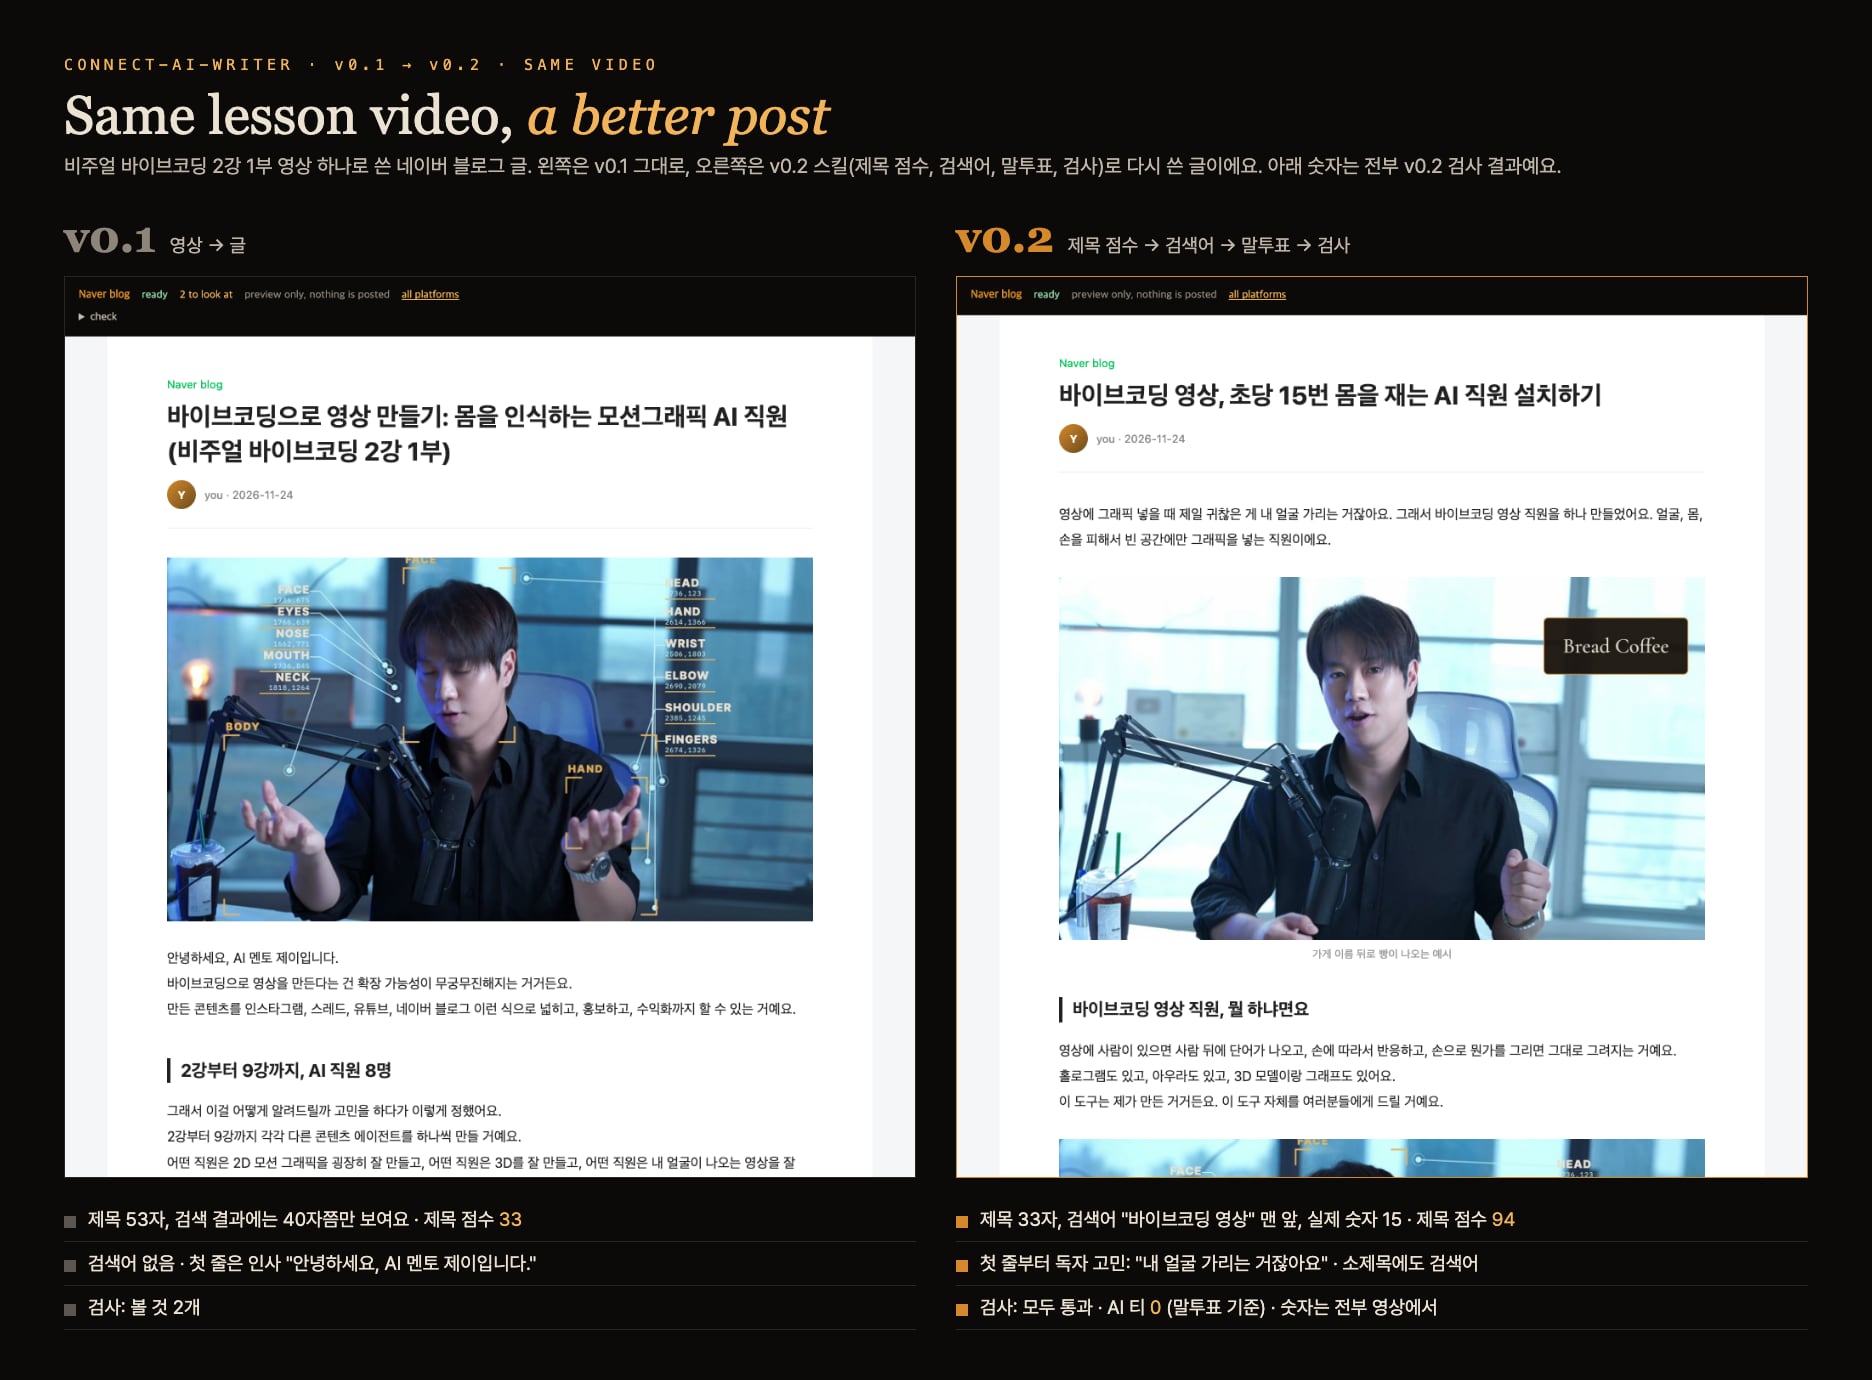 CONNECT-AI-WRITER · v0.1 → v0.2 · SAME VIDEO
Same lesson video, a better post
비주얼 바이브코딩 2강 1부 영상 하나로 쓴 네이버 블로그 글. 왼쪽은 v0.1 그대로, 오른쪽은 v0.2 스킬(제목 점수, 검색어, 말투표, 검사)로 다시 쓴 글이에요. 아래 숫자는 전부 v0.2 검사 결과예요.
v0.1 영상 → 글
Naver blog ready 2 to look at preview only, nothing is posted all platforms
▶ check
Naver blog
바이브코딩으로 영상 만들기: 몸을 인식하는 모션그래픽 AI 직원
(비주얼 바이브코딩 2강 1부)
Y you · 2026-11-24
FACE
FACE
1736,675
EYES
1766,639
NOSE
1662,771
MOUTH
1736,845
NECK
1818,1264
BODY
HEAD
1736,123
HAND
2614,1366
WRIST
2506,1803
ELBOW
2690,2079
SHOULDER
2385,1245
FINGERS
2674,1326
HAND
안녕하세요, AI 멘토 제이입니다.
바이브코딩으로 영상을 만든다는 건 확장 가능성이 무궁무진해지는 거거든요.
만든 콘텐츠를 인스타그램, 스레드, 유튜브, 네이버 블로그 이런 식으로 넓히고, 홍보하고, 수익화까지 할 수 있는 거예요.
2강부터 9강까지, AI 직원 8명
그래서 이걸 어떻게 알려드릴까 고민을 하다가 이렇게 정했어요.
2강부터 9강까지 각각 다른 콘텐츠 에이전트를 하나씩 만들 거예요.
어떤 직원은 2D 모션 그래픽을 굉장히 잘 만들고, 어떤 직원은 3D를 잘 만들고, 어떤 직원은 내 얼굴이 나오는 영상을 잘
제목 53자, 검색 결과에는 40자쯤만 보여요 · 제목 점수 33
검색어 없음 · 첫 줄은 인사 "안녕하세요, AI 멘토 제이입니다."
검사: 볼 것 2개
v0.2 제목 점수 → 검색어 → 말투표 → 검사
Naver blog ready preview only, nothing is posted all platforms
Naver blog
바이브코딩 영상, 초당 15번 몸을 재는 AI 직원 설치하기
Y you · 2026-11-24
영상에 그래픽 넣을 때 제일 귀찮은 게 내 얼굴 가리는 거잖아요. 그래서 바이브코딩 영상 직원을 하나 만들었어요. 얼굴, 몸,
손을 피해서 빈 공간에만 그래픽을 넣는 직원이에요.
Bread Coffee
가게 이름 뒤로 빵이 나오는 예시
바이브코딩 영상 직원, 뭘 하냐면요
영상에 사람이 있으면 사람 뒤에 단어가 나오고, 손에 따라서 반응하고, 손으로 뭔가를 그리면 그대로 그려지는 거예요.
홀로그램도 있고, 아우라도 있고, 3D 모델이랑 그래프도 있어요.
이 도구는 제가 만든 거거든요. 이 도구 자체를 여러분들에게 드릴 거예요.
FACE
FACE
HEAD
1736,123
제목 33자, 검색어 "바이브코딩 영상" 맨 앞, 실제 숫자 15 · 제목 점수 94
첫 줄부터 독자 고민: "내 얼굴 가리는 거잖아요" · 소제목에도 검색어
검사: 모두 통과 · AI 티 0 (말투표 기준) · 숫자는 전부 영상에서